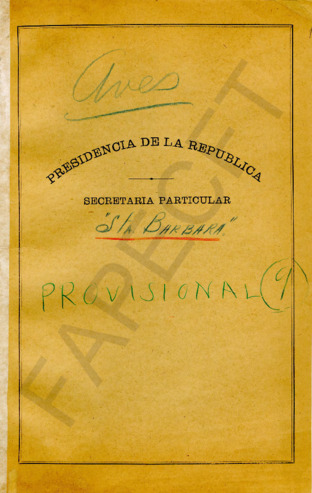 Aves
PRESIDENCIA DE LA REPUBLICA
SECRETARIA PARTICULAR
"Sta. BARBARA"
PROVISIONAL (9)
FAPECFT